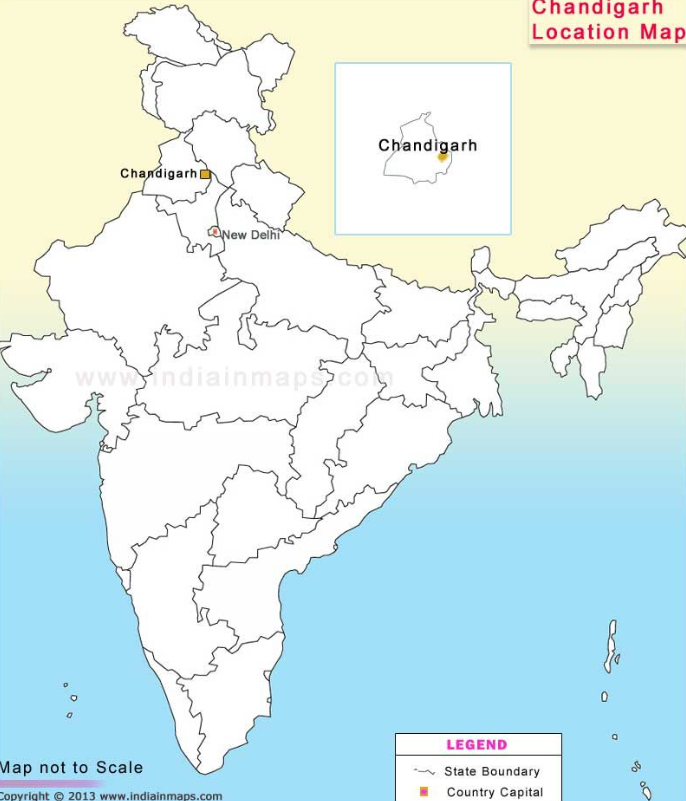 Chandigarh
Location Map
Chandigarh
Chandigarh
New Delhi
www.indiainmaps.com
LEGEND
State Boundary
Country Capital
Map not to Scale
Copyright © 2013 www.indiainmaps.com